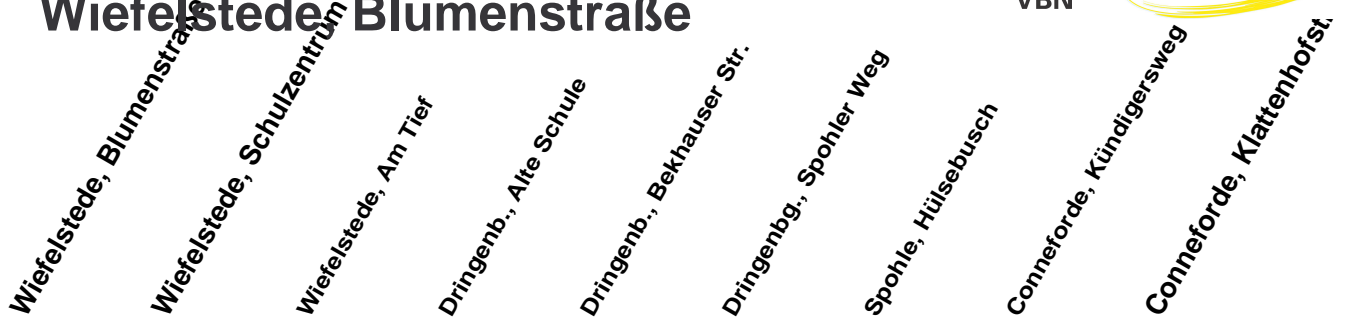 Wiefelstede, Blumenstraße
VBN
Wiefelstede, Blumenstraße
Wiefelstede, Schulzentrum
Wiefelstede, Am Tief
Dringenb., Alte Schule
Dringenb., Bekhauser Str.
Dringenbg., Spohler Weg
Spohle, Hülsebusch
Conneforde, Kündigersweg
Conneforde, Klattenhofst.